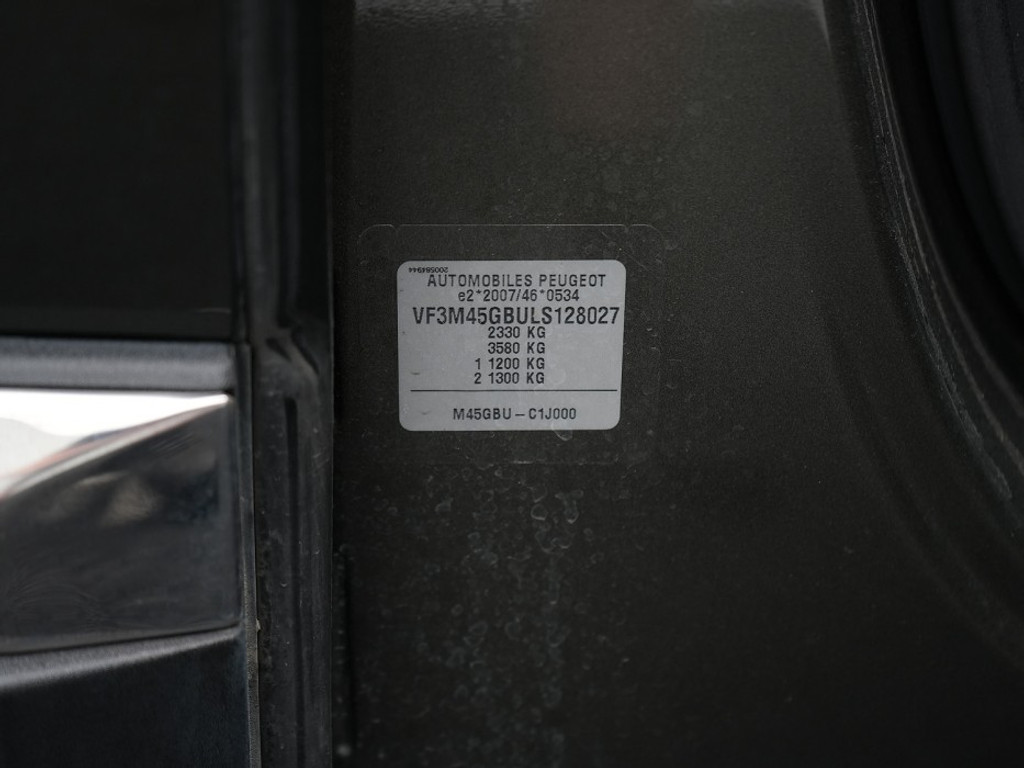 200584944
AUTOMOBILES PEUGEOT
e2*2007/46*0534
VF3M45GBULS128027
2330 KG
3580 KG
1 1200 KG
2 1300 KG
M45GBU – C1J000